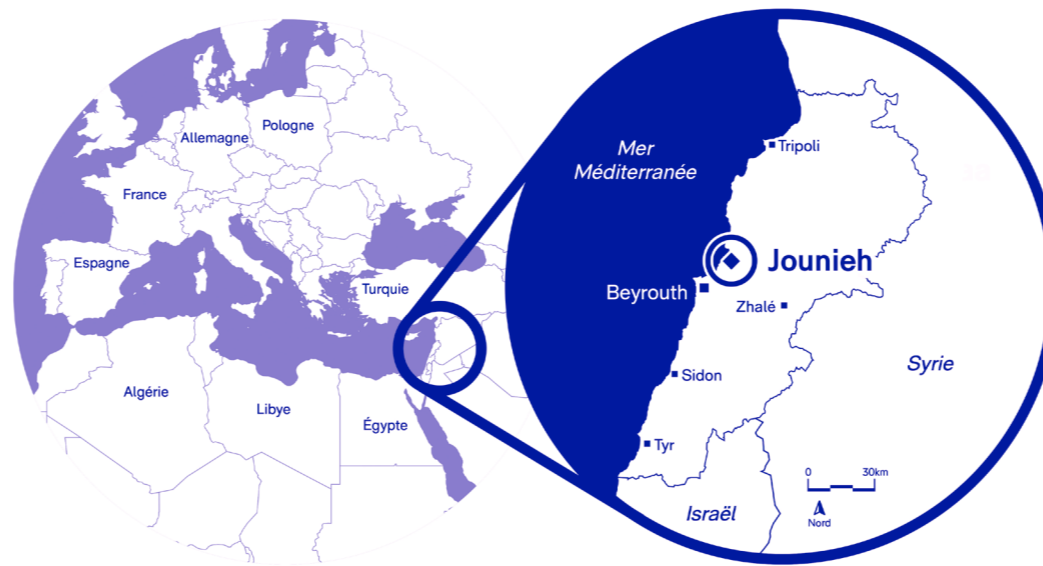 Allemagne
Pologne
France
Espagne
Turquie
Algérie
Libye
Égypte
Mer
Méditerranée
Tripoli
Jounieh
Beyrouth
Zhalé
Syrie
Sidon
Tyr
Israël
0 30km
Nord